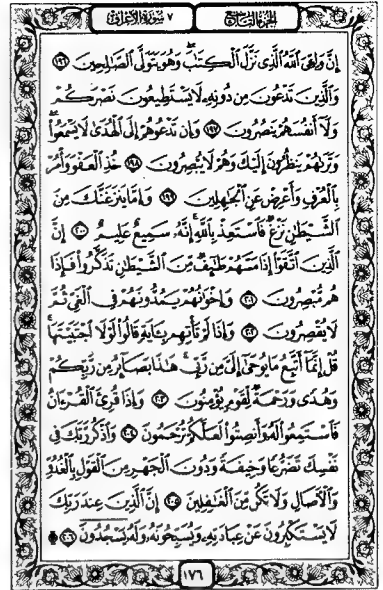 الجزء التاسع
٧ سورة الأعراف
إِنَّ وَلِـِّۧيَ ٱللَّهُ ٱلَّذِي نَزَّلَ ٱلۡكِتَٰبَۖ وَهُوَ يَتَوَلَّى ٱلصَّٰلِحِينَ ١٩٦
وَٱلَّذِينَ تَدۡعُونَ مِن دُونِهِۦ لَا يَسۡتَطِيعُونَ نَصۡرَكُمۡ
وَلَآ أَنفُسَهُمۡ يَنصُرُونَ ١٩٧ وَإِن تَدۡعُوهُمۡ إِلَى ٱلۡهُدَىٰ لَا يَسۡمَعُواْۖ
وَتَرَىٰهُمۡ يَنظُرُونَ إِلَيۡكَ وَهُمۡ لَا يُبۡصِرُونَ ١٩٨ خُذِ ٱلۡعَفۡوَ وَأۡمُرۡ
بِٱلۡعُرۡفِ وَأَعۡرِضۡ عَنِ ٱلۡجَٰهِلِينَ ١٩٩ وَإِمَّا يَنزَغَنَّكَ مِنَ
ٱلشَّيۡطَٰنِ نَزۡغٞ فَٱسۡتَعِذۡ بِٱللَّهِۚ إِنَّهُۥ سَمِيعٌ عَلِيمٌ ٢٠٠ إِنَّ
ٱلَّذِينَ ٱتَّقَوۡاْ إِذَا مَسَّهُمۡ طَٰٓئِفٞ مِّنَ ٱلشَّيۡطَٰنِ تَذَكَّرُواْ فَإِذَا
هُم مُّبۡصِرُونَ ٢٠١ وَإِخۡوَٰنُهُمۡ يَمُدُّونَهُمۡ فِي ٱلۡغَيِّ ثُمَّ
لَا يُقۡصِرُونَ ٢٠٢ وَإِذَا لَمۡ تَأۡتِهِم بِـَٔايَةٖ قَالُواْ لَوۡلَا ٱجۡتَبَيۡتَهَاۚ
قُلۡ إِنَّمَآ أَتَّبِعُ مَا يُوحَىٰٓ إِلَيَّ مِن رَّبِّيۚ هَٰذَا بَصَآئِرُ مِن رَّبِّكُمۡ
وَهُدٗى وَرَحۡمَةٞ لِّقَوۡمٖ يُؤۡمِنُونَ ٢٠٣ وَإِذَا قُرِئَ ٱلۡقُرۡءَانُ
فَٱسۡتَمِعُواْ لَهُۥ وَأَنصِتُواْ لَعَلَّكُمۡ تُرۡحَمُونَ ٢٠٤ وَٱذۡكُر رَّبَّكَ فِي
نَفۡسِكَ تَضَرُّعٗا وَخِيفَةٗ وَدُونَ ٱلۡجَهۡرِ مِنَ ٱلۡقَوۡلِ بِٱلۡغُدُوِّ
وَٱلۡأٓصَالِ وَلَا تَكُن مِّنَ ٱلۡغَٰفِلِينَ ٢٠٥ إِنَّ ٱلَّذِينَ عِندَ رَبِّكَ
لَا يَسۡتَكۡبِرُونَ عَنۡ عِبَادَتِهِۦ وَيُسَبِّحُونَهُۥ وَلَهُۥ يَسۡجُدُونَۤ ٢٠٦
١٧٦